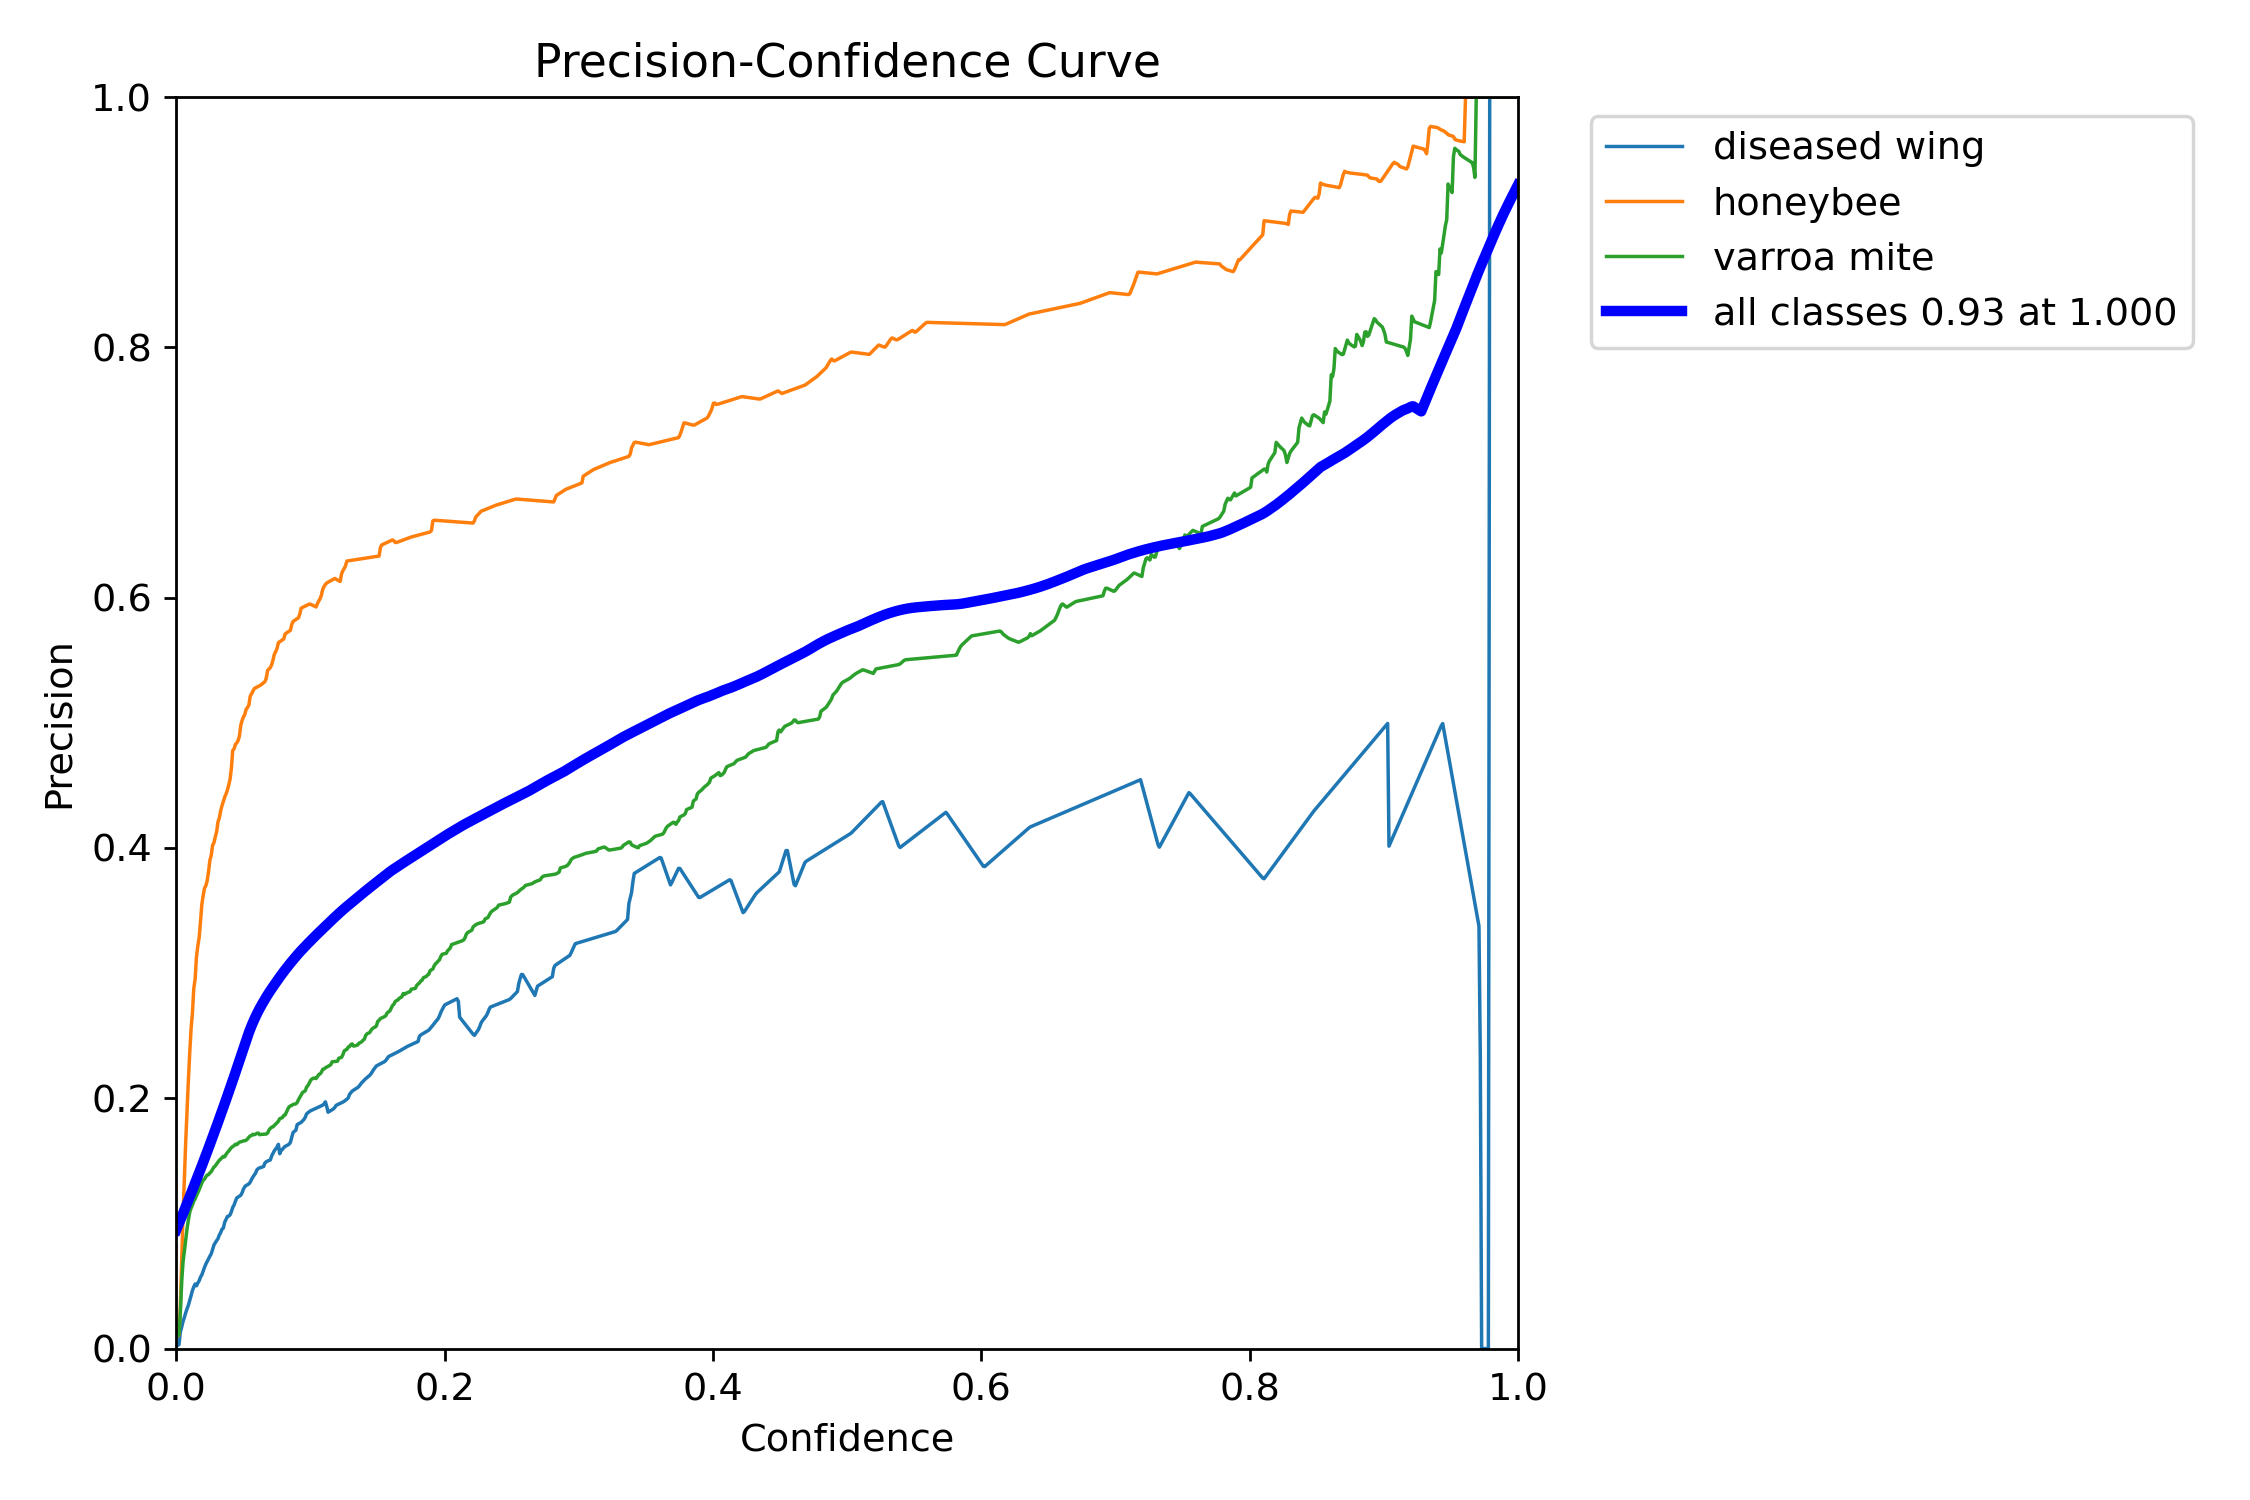 Precision-Confidence Curve
1.0
0.8
0.6
0.4
0.2
0.0
Precision
0.0 0.2 0.4 0.6 0.8 1.0
Confidence
diseased wing
honeybee
varroa mite
all classes 0.93 at 1.000